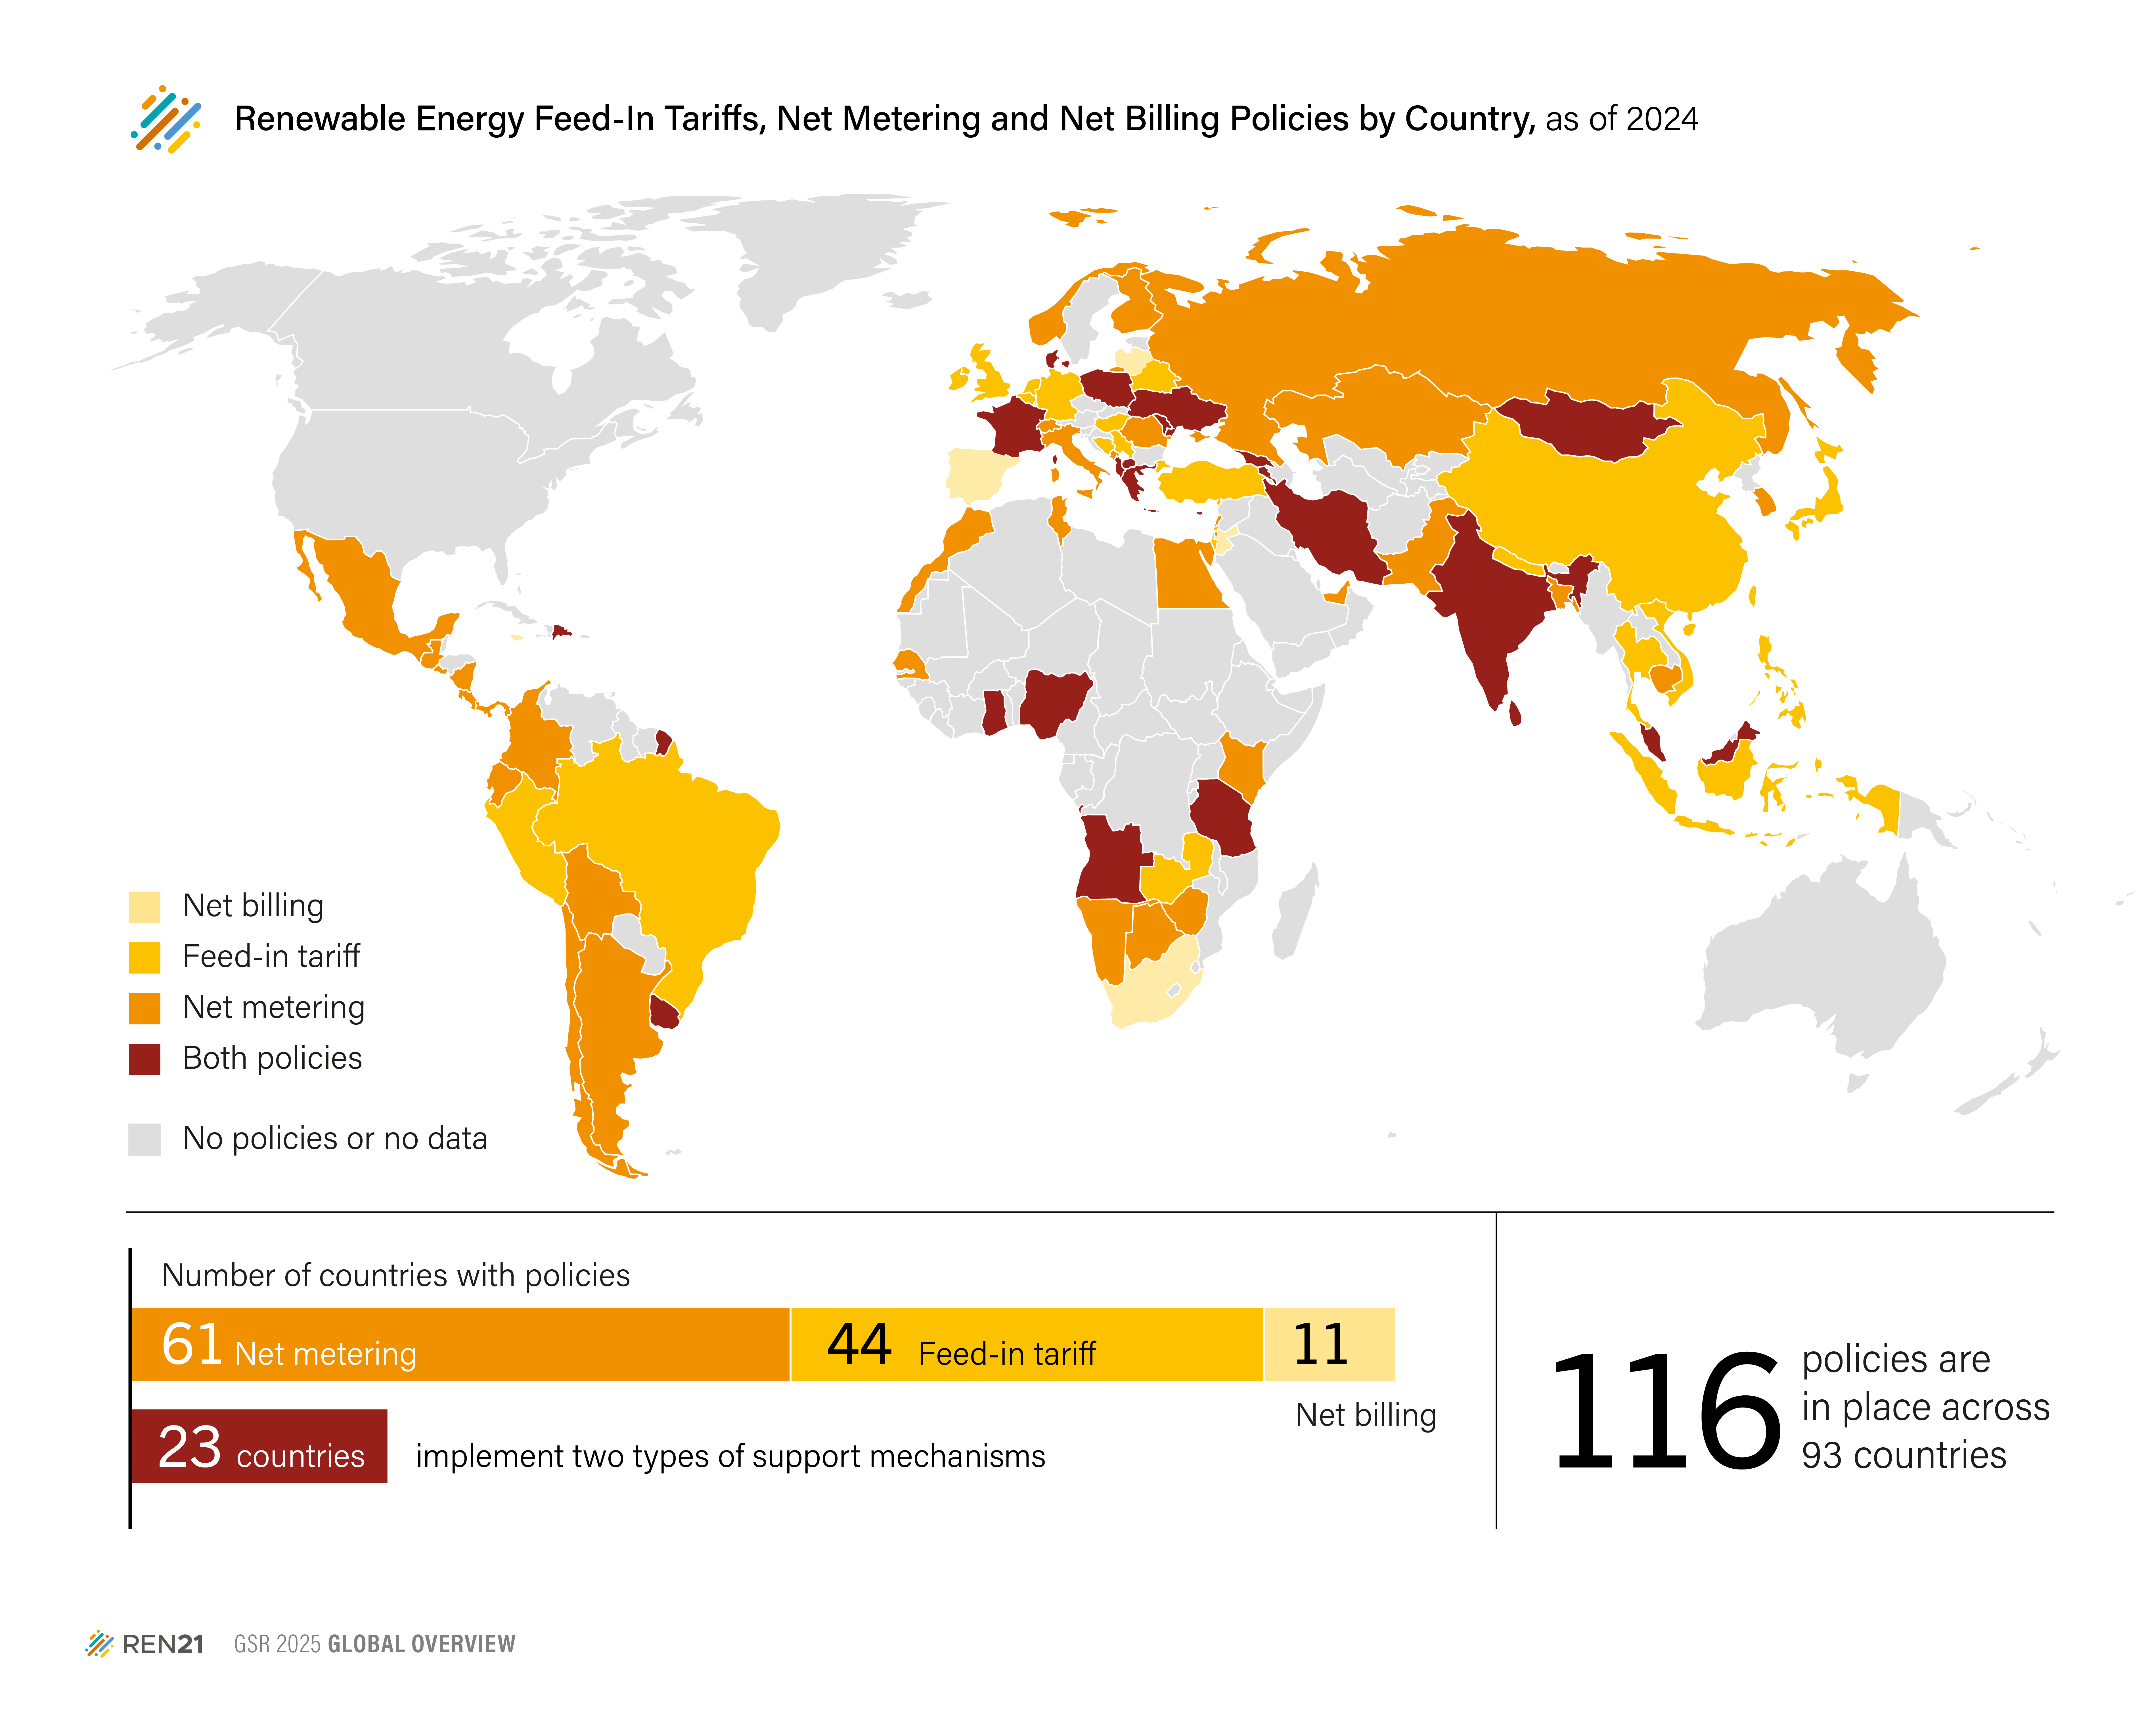 Renewable Energy Feed-In Tariffs, Net Metering and Net Billing Policies by Country, as of 2024
Net billing
Feed-in tariff
Net metering
Both policies
No policies or no data
Number of countries with policies
61 Net metering
44 Feed-in tariff
11
Net billing
23 countries
implement two types of support mechanisms
116
policies are
in place across
93 countries
REN21 GSR 2025 GLOBAL OVERVIEW